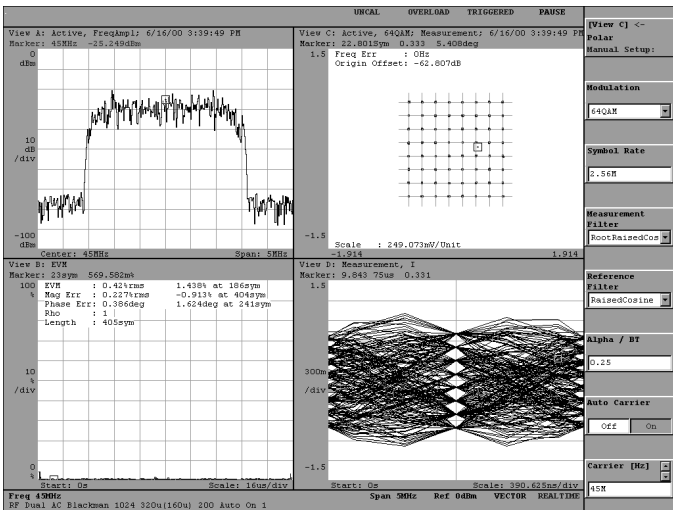 UNCAL OVERLOAD TRIGGERED PAUSE
View A: Active, FreqAmpl; 6/16/00 3:39:49 PM
Marker: 45MHz -25.249dBm
0
dBm
10
dB
/div
-100
dBm
Center: 45MHz Span: 5MHz
View C: Active, 64QAM; Measurement; 6/16/00 3:39:49 PM
Marker: 22.801Sym 0.333 5.408deg
1.5
Freq Err : 0Hz
Origin Offset: -62.807dB
-1.5
Scale : 249.073mV/Unit
-1.914 1.914
View B: EVM
Marker: 23sym 569.582m%
100
%
EVM : 0.42%rms 1.438% at 186sym
Mag Err : 0.227%rms -0.913% at 404sym
Phase Err: 0.386deg 1.624deg at 241sym
Rho : 1
Length : 405sym
10
%
/div
0
%
Start: 0s Scale: 16us/div
View D: Measurement, I
Marker: 9.843 75us 0.331
1.5
300m
/div
-1.5
Start: 0s Scale: 390.625ns/div
Freq 45MHz Span 5MHz Ref 0dBm VECTOR REALTIME
RF Dual AC Blackman 1024 320u(160u) 200 Auto On 1
[View C] <-
Polar
Manual Setup:
Modulation
64QAM
Symbol Rate
2.56M
Measurement
Filter
RootRaisedCos
Reference
Filter
RaisedCosine
Alpha / BT
0.25
Auto Carrier
Off On
Carrier [Hz]
45M